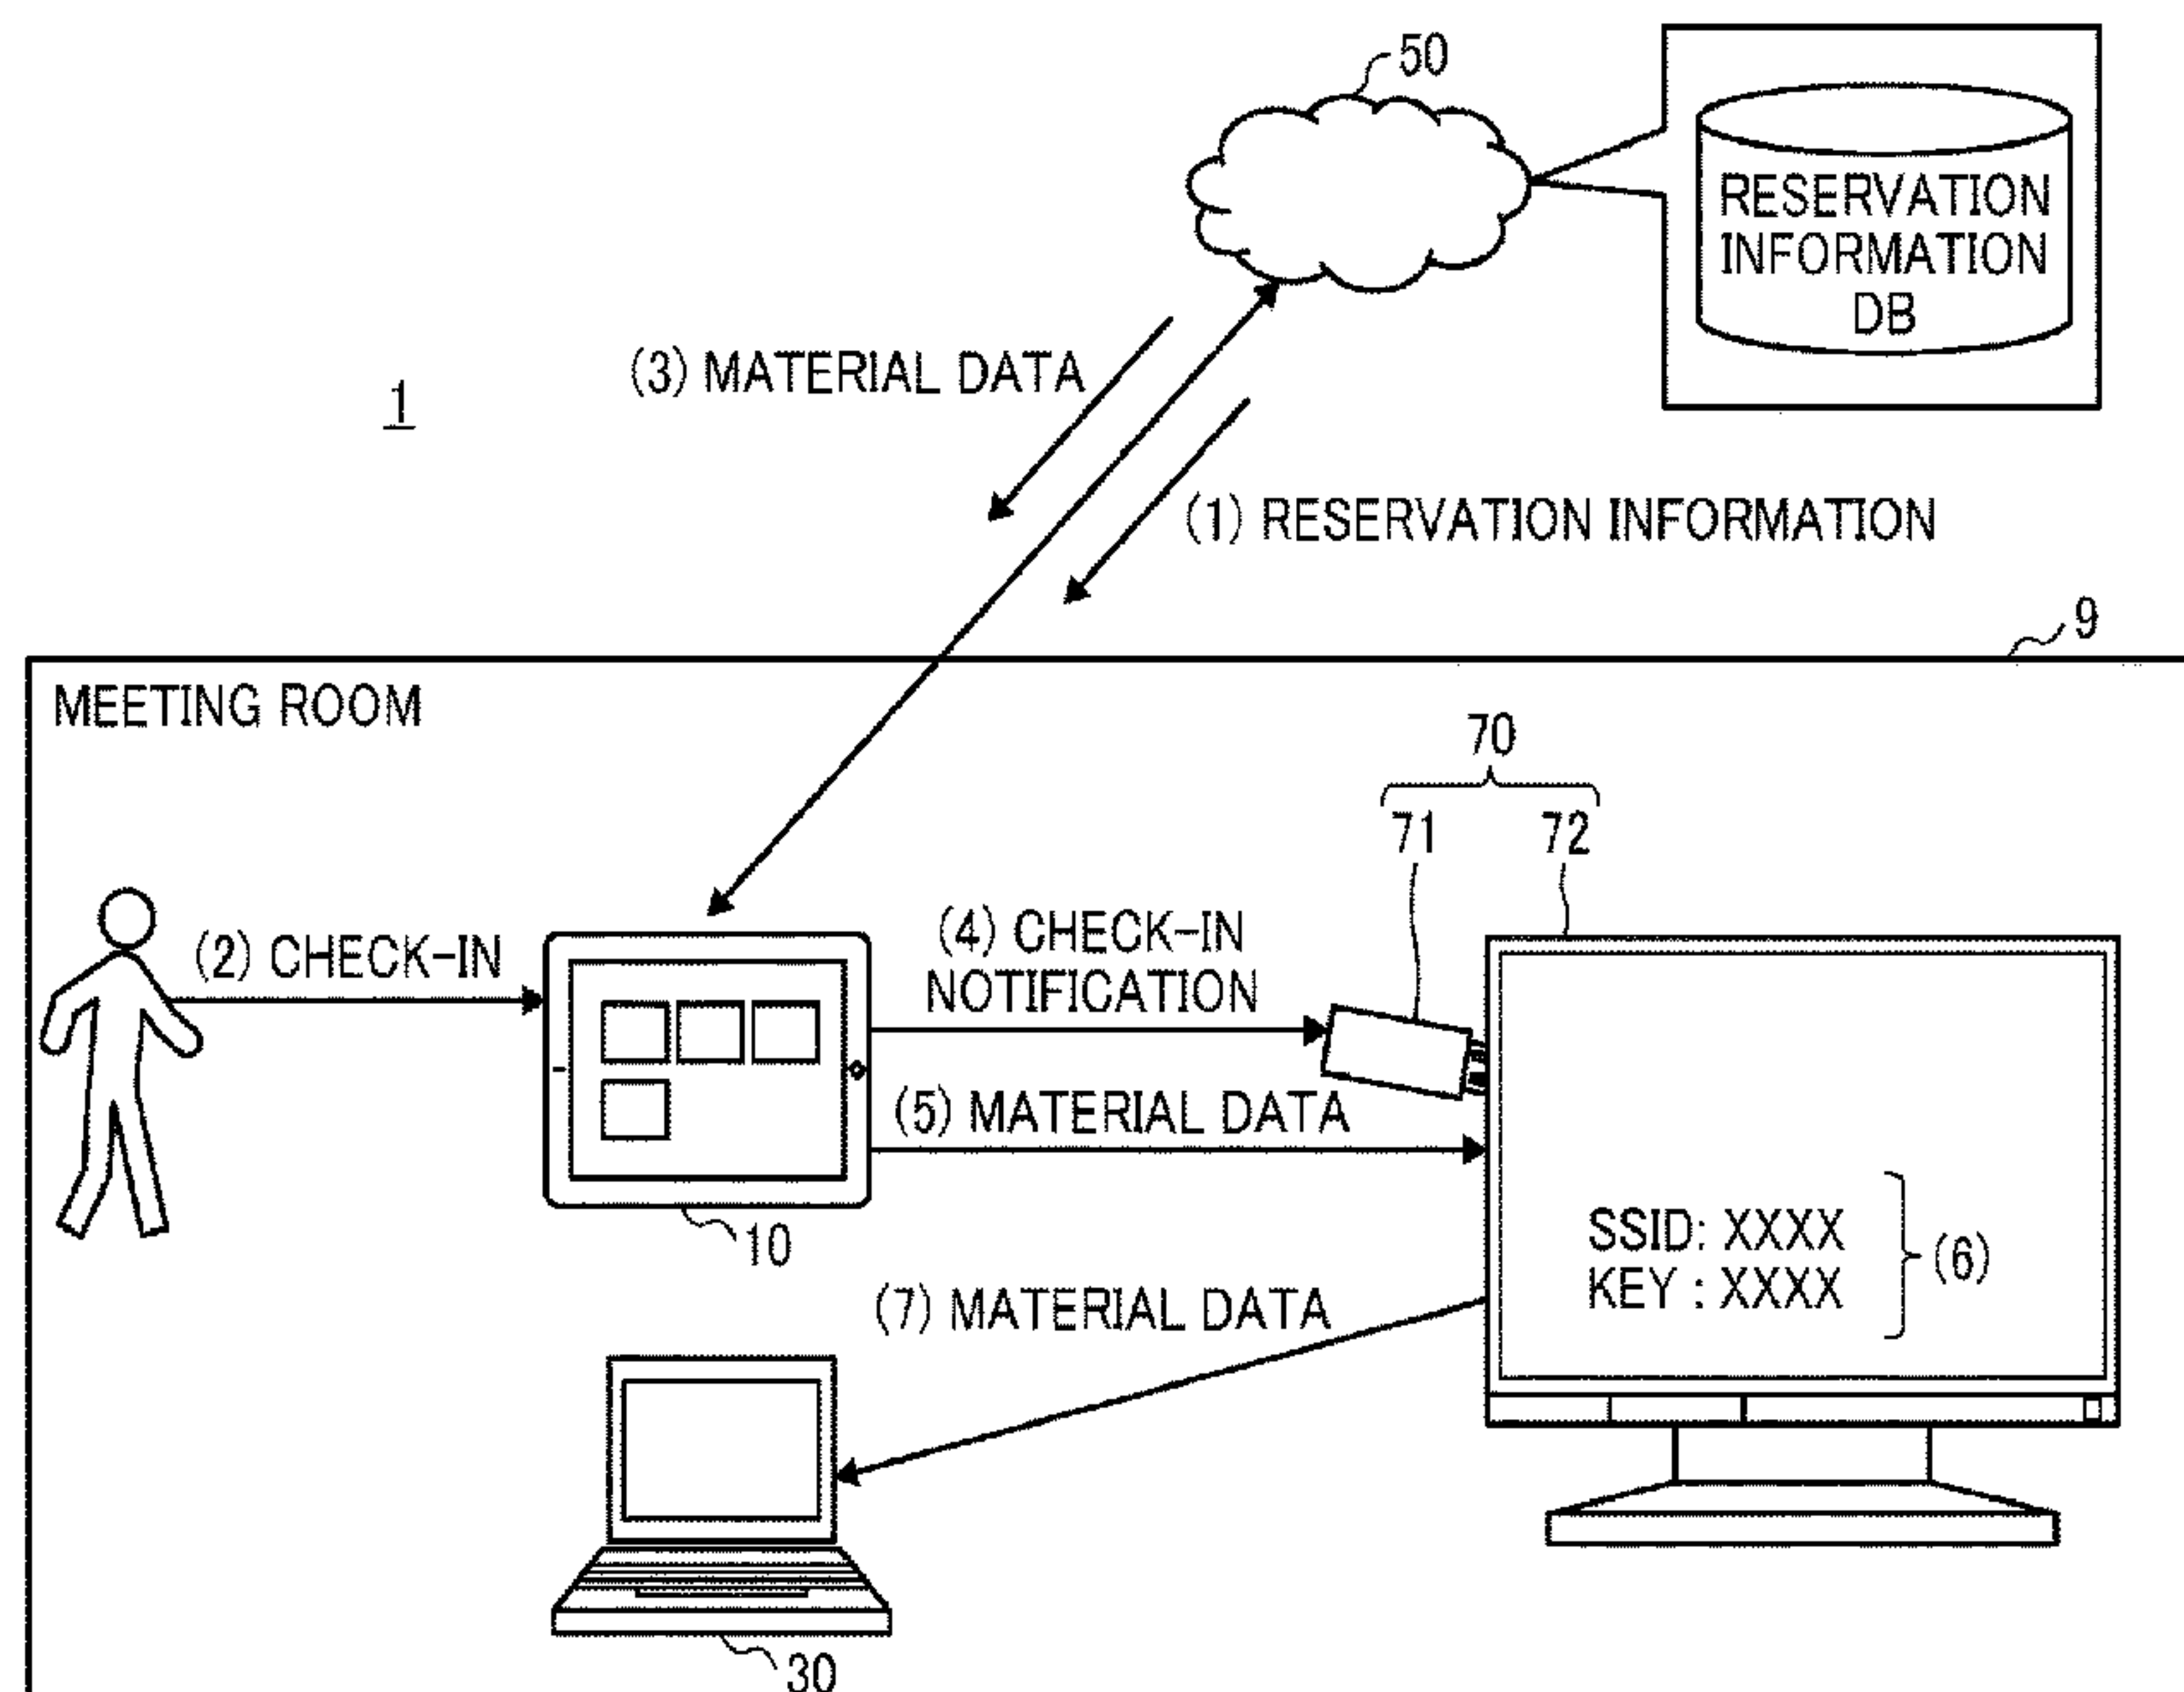 50
RESERVATION
INFORMATION
DB
(3) MATERIAL DATA
1
(1) RESERVATION INFORMATION
9
MEETING ROOM
70
71
72
(2) CHECK-IN
(4) CHECK-IN
NOTIFICATION
(5) MATERIAL DATA
10
SSID: XXXX
KEY : XXXX
(6)
(7) MATERIAL DATA
30